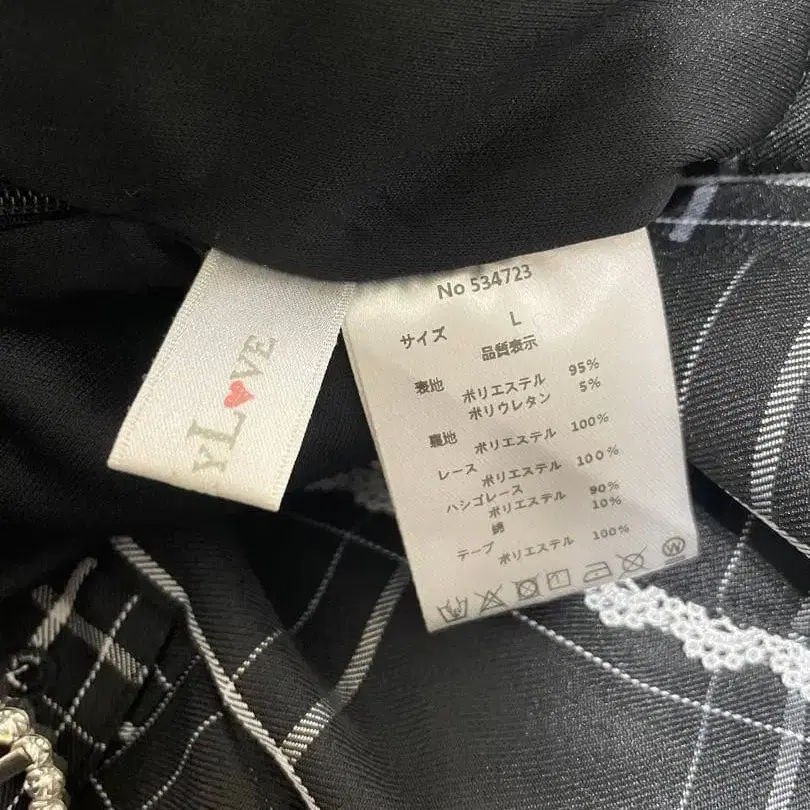 YLOVE
No 534723
サイズ L
品質表示
表地 ポリエステル 95%
ポリウレタン 5%
裏地 ポリエステル 100%
レース ポリエステル 100%
ハシゴレース
ポリエステル 90%
綿 10%
テープ ポリエステル 100%
W